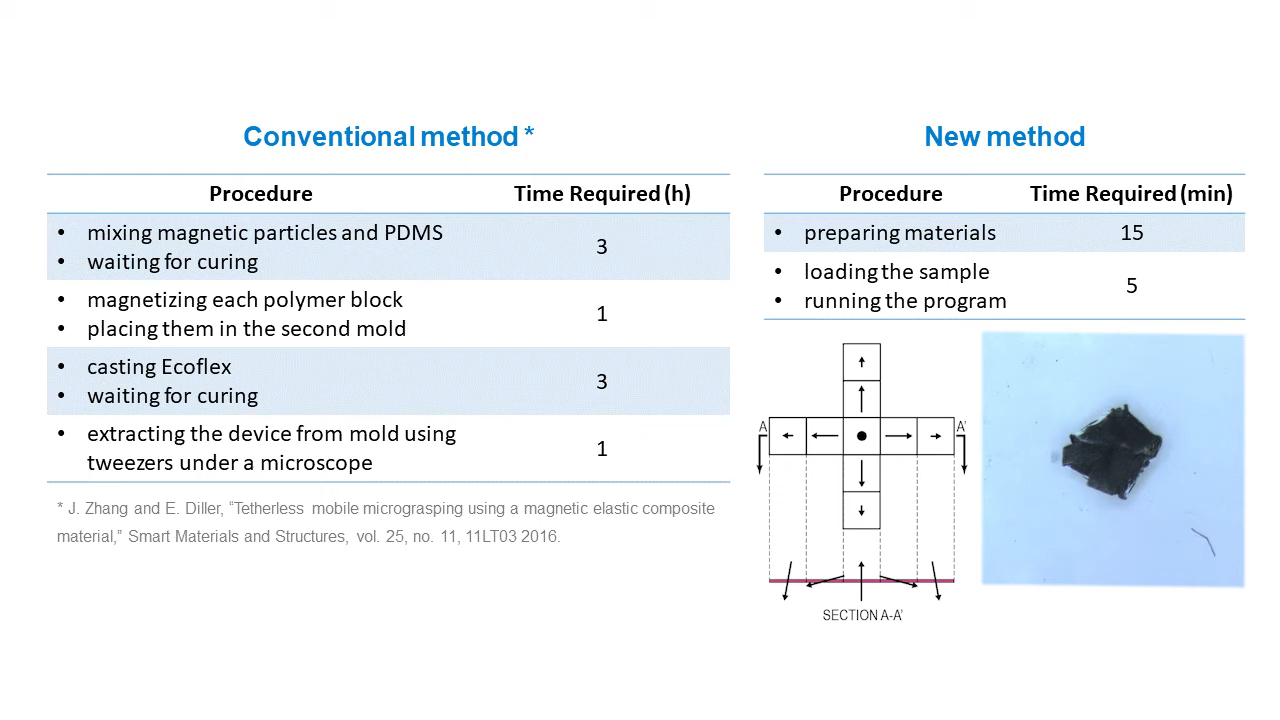 Conventional method *
Procedure Time Required (h)
• mixing magnetic particles and PDMS
• waiting for curing
3
• magnetizing each polymer block
• placing them in the second mold
1
• casting Ecoflex
• waiting for curing
3
• extracting the device from mold using
tweezers under a microscope
1
* J. Zhang and E. Diller, “Tetherless mobile micrograsping using a magnetic elastic composite
material,” Smart Materials and Structures, vol. 25, no. 11, 11LT03 2016.
New method
Procedure Time Required (min)
• preparing materials 15
• loading the sample
• running the program
5
A A'
SECTION A-A'